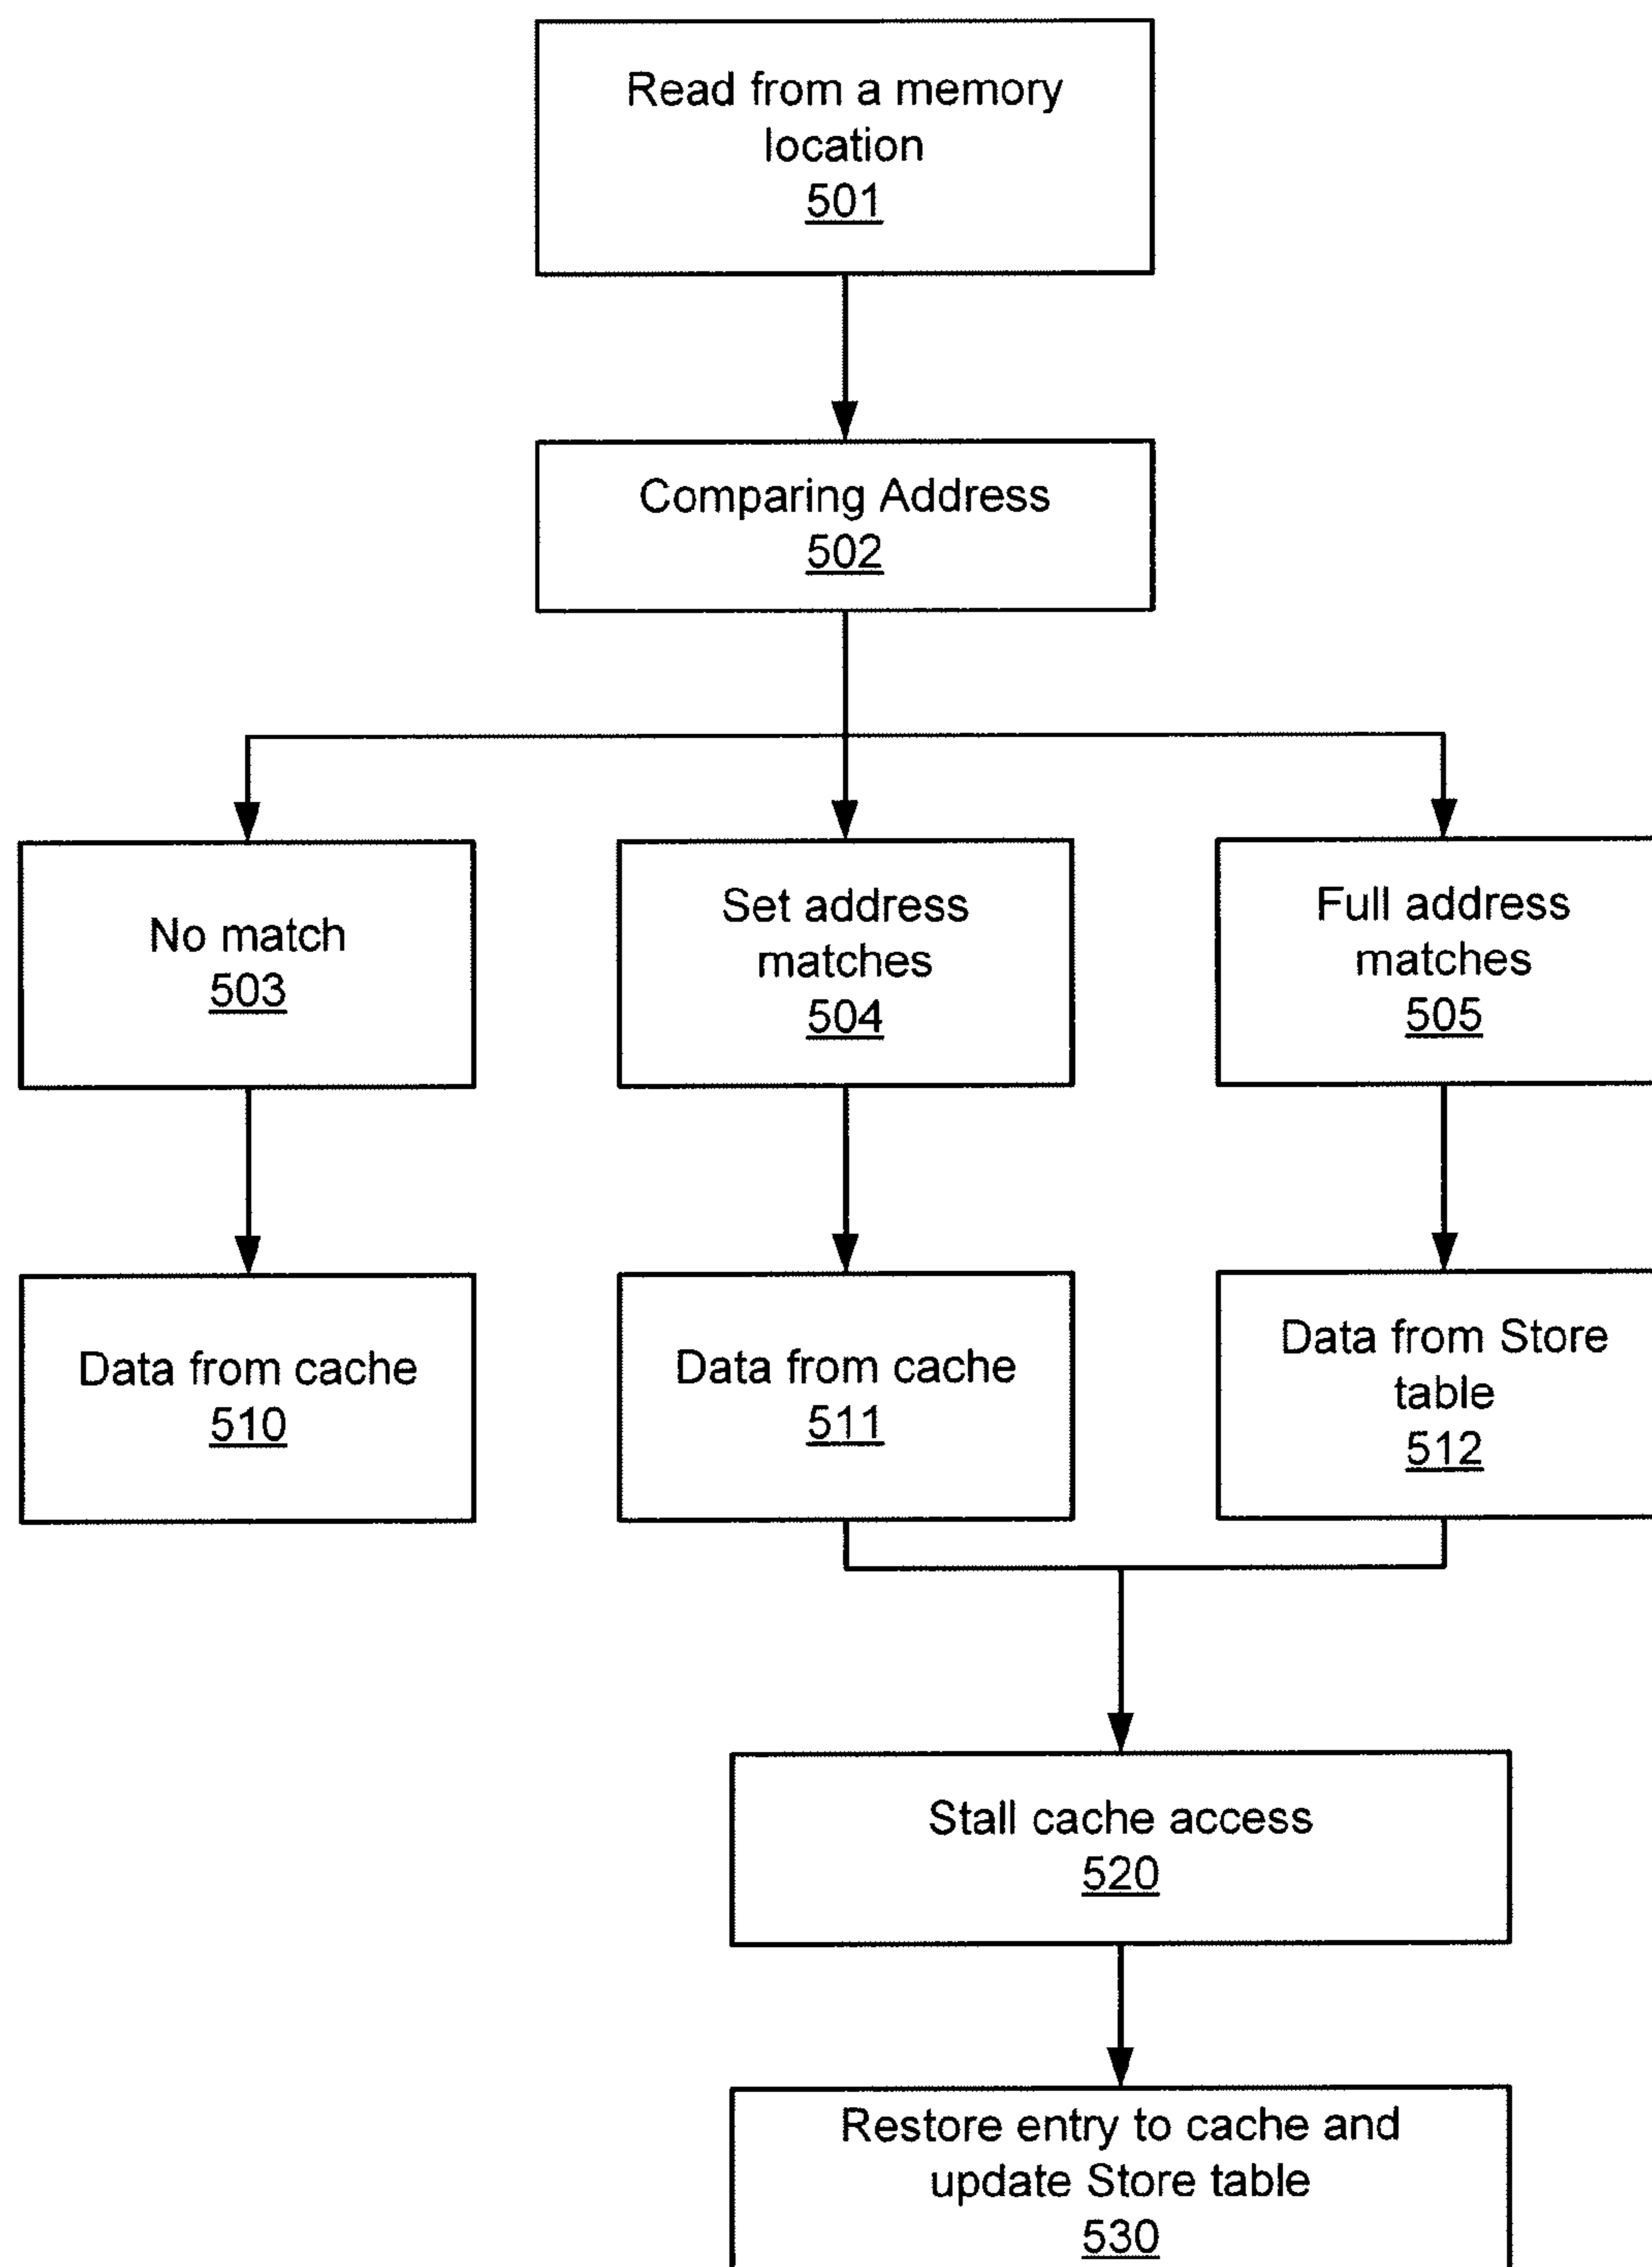 Read from a memory
location
501
Comparing Address
502
No match
503
Set address
matches
504
Full address
matches
505
Data from cache
510
Data from cache
511
Data from Store
table
512
Stall cache access
520
Restore entry to cache and
update Store table
530